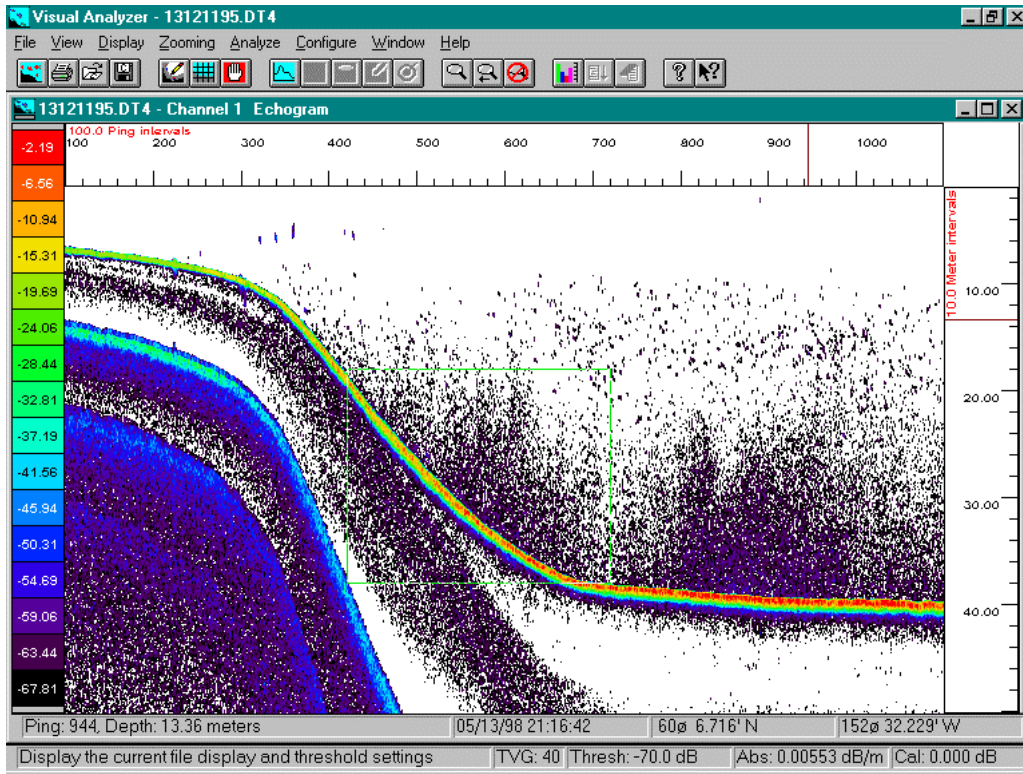 Visual Analyzer - 13121195.DT4
File View Display Zooming Analyze Configure Window Help
13121195.DT4 - Channel 1 Echogram
100.0 Ping intervals
100 200 300 400 500 600 700 800 900 1000
-2.19
-6.56
-10.94
-15.31
-19.69
-24.06
-28.44
-32.81
-37.19
-41.56
-45.94
-50.31
-54.69
-59.06
-63.44
-67.81
10.0 Meter intervals
10.00
20.00
30.00
40.00
Ping: 944, Depth: 13.36 meters 05/13/98 21:16:42 60ø 6.716' N 152ø 32.229' W
Display the current file display and threshold settings TVG: 40 Thresh: -70.0 dB Abs: 0.00553 dB/m Cal: 0.000 dB